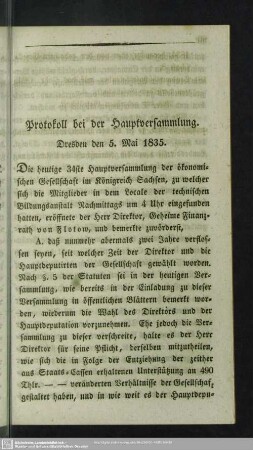 Protokoll bei der Hauptversammlung.
Dresden den 5. Mai 1835.
Die heutige 34ste Hauptversammlung der ökonomi-
schen Gesellschaft im Königreich Sachsen, zu welcher
sich die Mitglieder in dem Locale der technischen
Bildungsanstalt Nachmittags um 4 Uhr eingefunden
hatten, eröffnete der Herr Direktor, Geheime Finanz-
rath von Flotow, und bemerkte zuvörderst,
A. daß nunmehr abermals zwei Jahre verflos-
sen seyen, seit welcher Zeit der Direktor und die
Hauptdeputirten der Gesellschaft gewählt worden.
Nach §. 5 der Statuten sei in der heutigen Ver-
sammlung, wie bereits in der Einladung zu dieser
Versammlung in öffentlichen Blättern bemerkt wor-
den, wiederum die Wahl des Direktors und der
Hauptdeputation vorzunehmen. Ehe jedoch die Ver-
sammlung zu dieser verschreite, halte es der Herr
Direktor für seine Pflicht, derselben mitzutheilen,
wie sich die in Folge der Entziehung der zeither
aus Staats-Cassen erhaltenen Unterstützung an 490
Thlr. — — veränderten Verhältnisse der Gesellschaft
gestaltet haben, und in wie weit es der Hauptdepu-